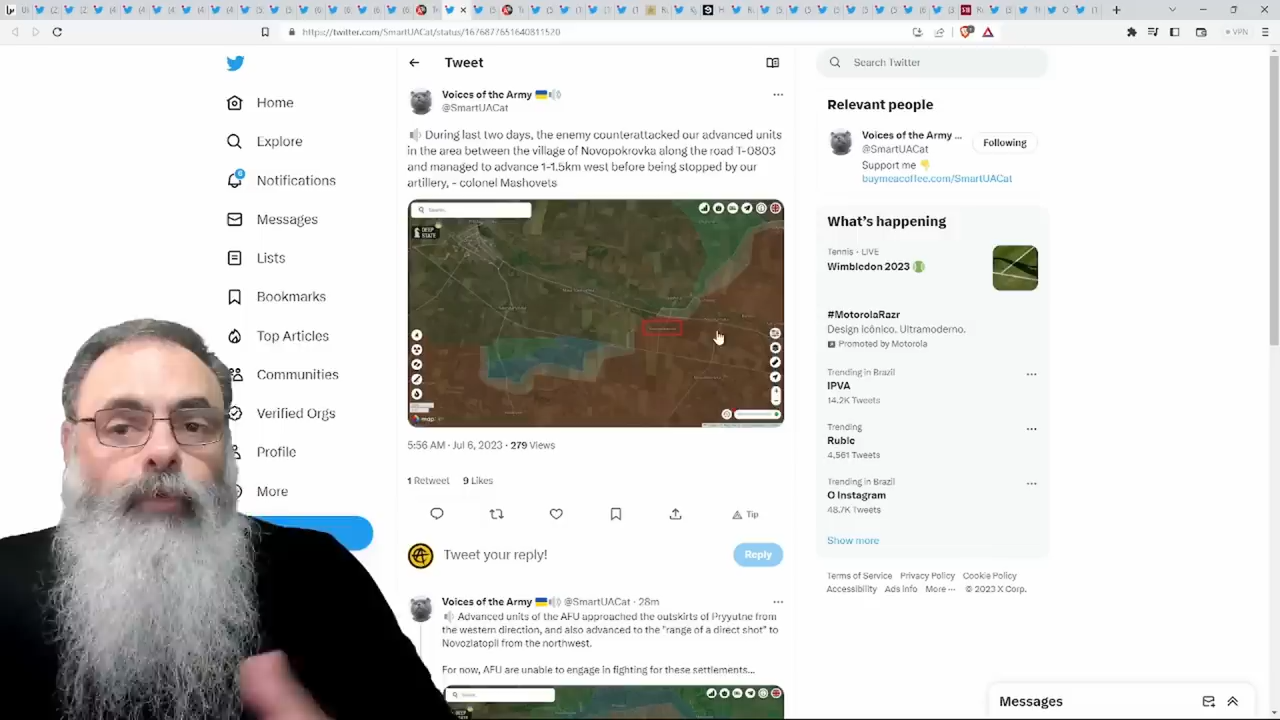 https://twitter.com/SmartUACat/status/1676877651640811520
VPN
Home
Explore
6
Notifications
Messages
Lists
Bookmarks
Top Articles
Communities
Verified Orgs
Profile
More
Tweet
Voices of the Army
@SmartUACat
During last two days, the enemy counterattacked our advanced units
in the area between the village of Novopokrovka along the road T-0803
and managed to advance 1-1.5km west before being stopped by our
artillery, - colonel Mashovets
DEEP
STATE
5:56 AM · Jul 6, 2023 · 279 Views
1 Retweet 9 Likes
Tip
Tweet your reply!
Reply
Voices of the Army @SmartUACat · 28m
Advanced units of the AFU approached the outskirts of Pryyutne from
the western direction, and also advanced to the "range of a direct shot" to
Novozlatopil from the northwest.
For now, AFU are unable to engage in fighting for these settlements...
Search Twitter
Relevant people
Voices of the Army ...
@SmartUACat
Following
Support me
buymeacoffee.com/SmartUACat
What's happening
Tennis · LIVE
Wimbledon 2023
#MotorolaRazr
Design icônico. Ultramoderno.
Promoted by Motorola
Trending in Brazil
IPVA
14.2K Tweets
Trending
Ruble
4,561 Tweets
Trending in Brazil
O Instagram
48.7K Tweets
Show more
Terms of Service Privacy Policy Cookie Policy
Accessibility Ads info More ··· © 2023 X Corp.
Messages